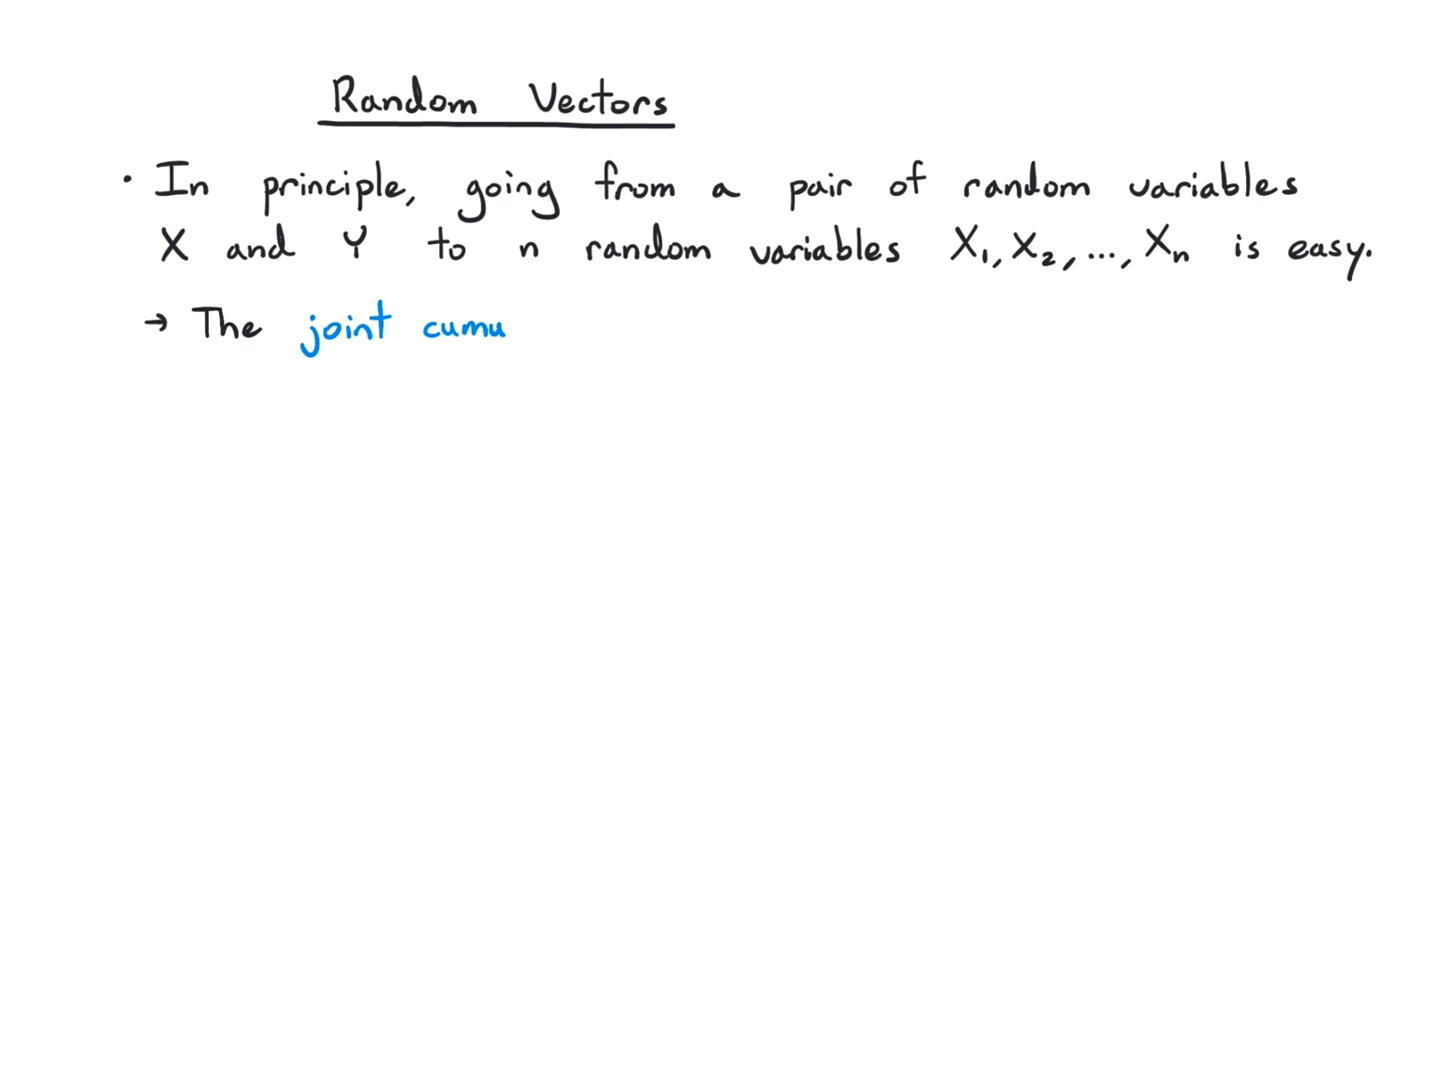 Random Vectors
• In principle, going from a pair of random variables
X and Y to n random variables X₁, X₂, ..., Xₙ is easy.
→ The joint cumu